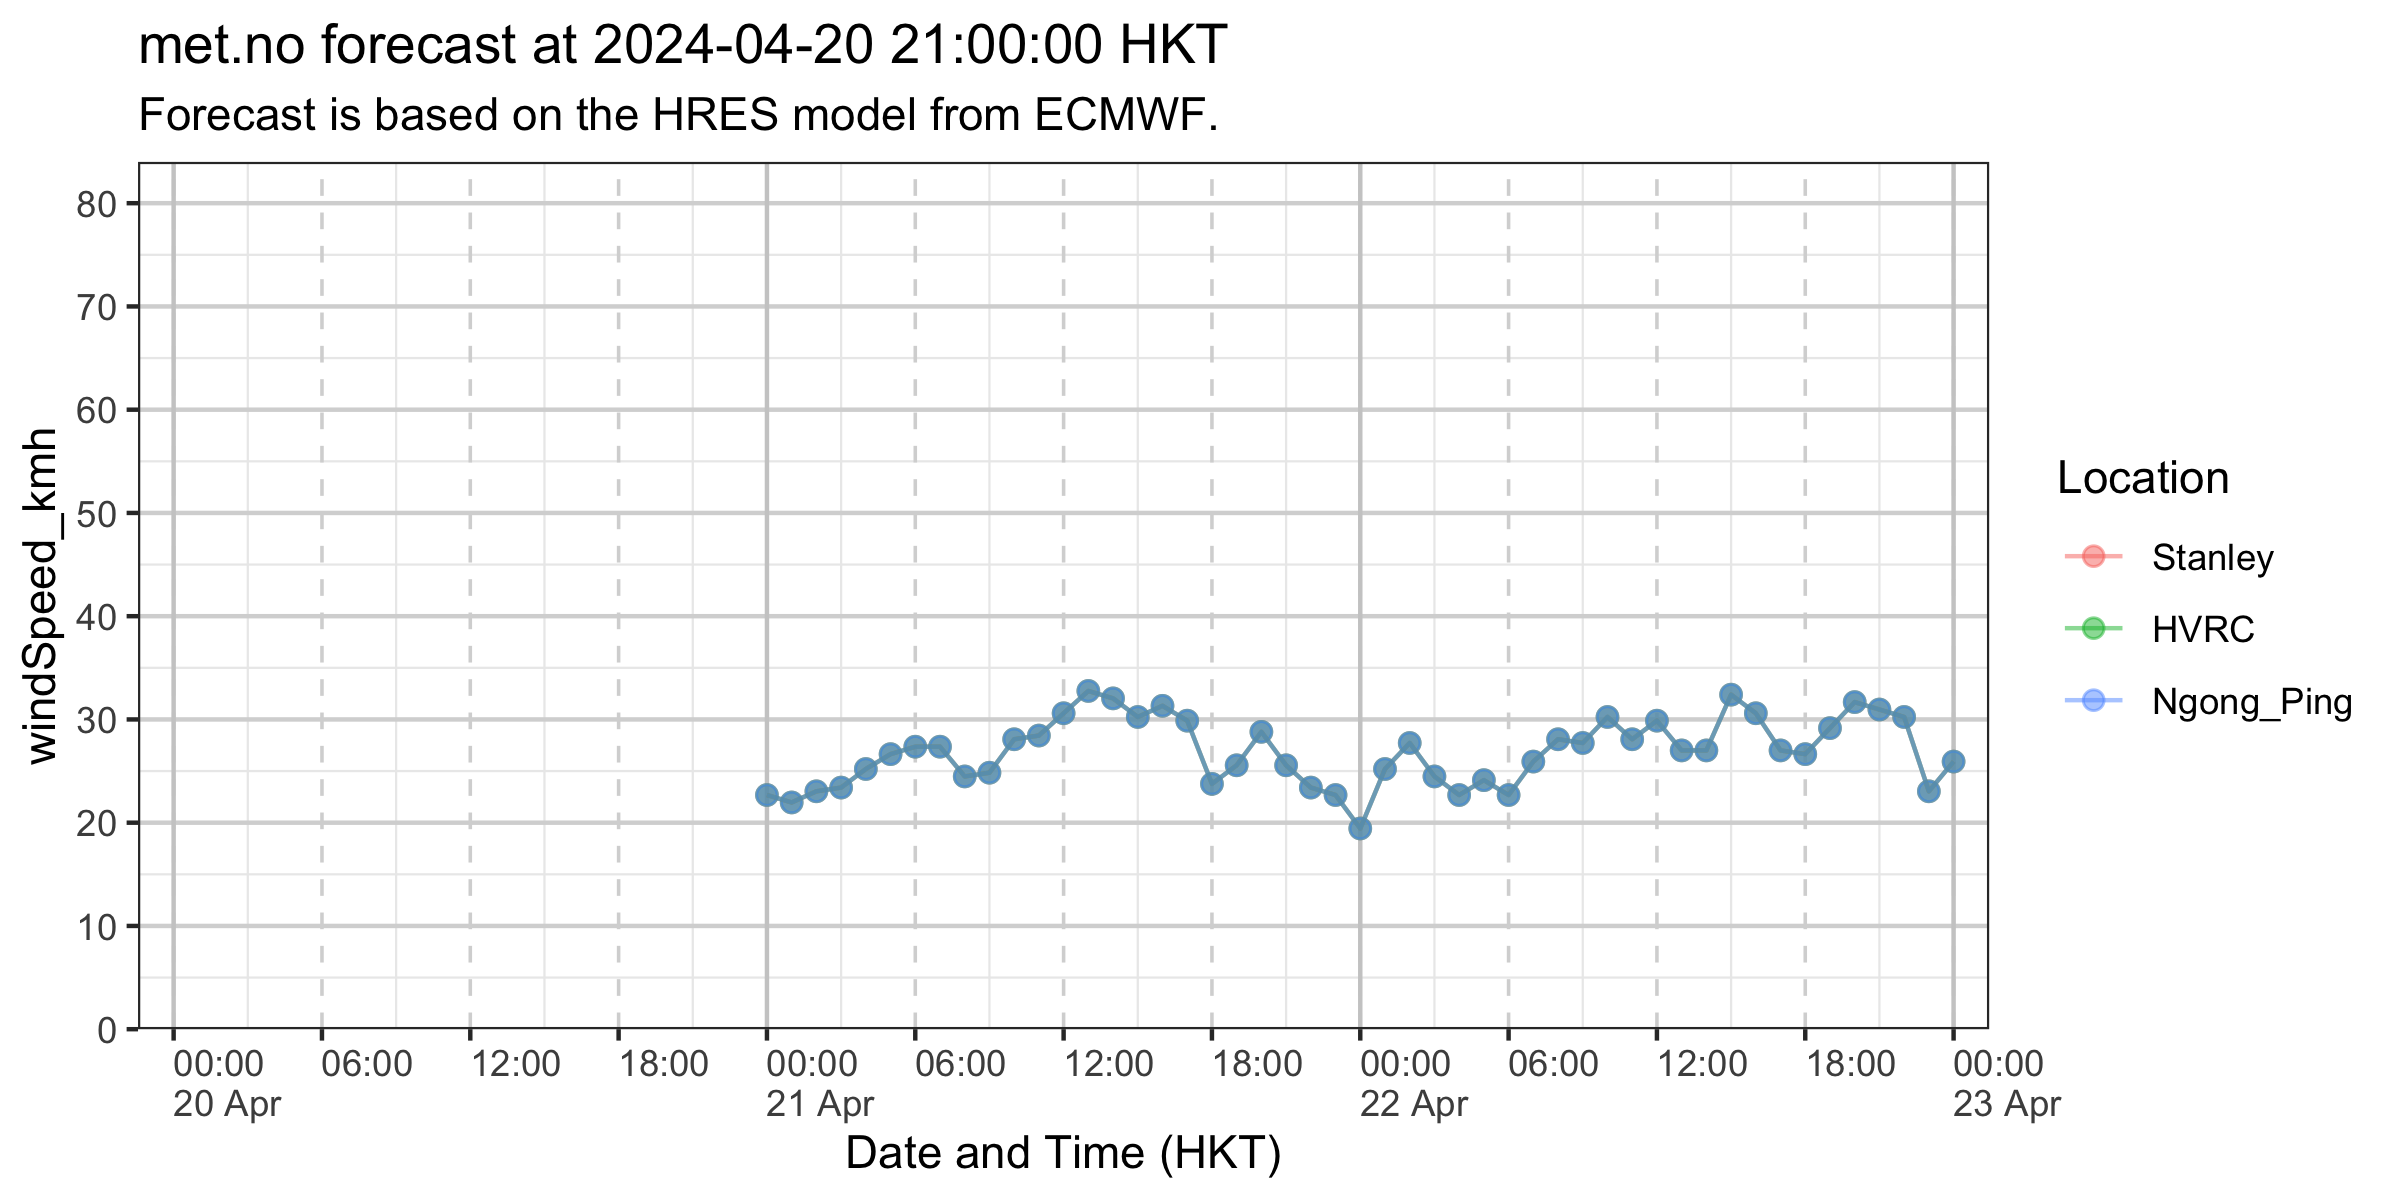 met.no forecast at 2024-04-20 21:00:00 HKT
Forecast is based on the HRES model from ECMWF.
windSpeed_kmh
80
70
60
50
40
30
20
10
0
00:00 06:00 12:00 18:00 00:00 06:00 12:00 18:00 00:00 06:00 12:00 18:00 00:00
20 Apr 21 Apr 22 Apr 23 Apr
Date and Time (HKT)
Location
Stanley
HVRC
Ngong_Ping